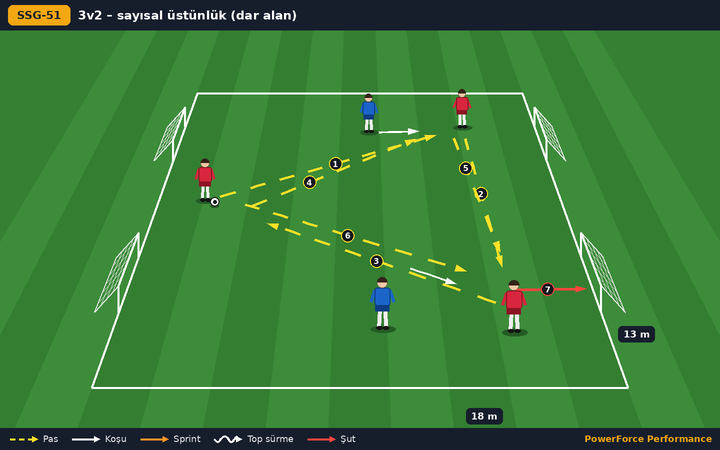 SSG-51 3v2 – sayısal üstünlük (dar alan)
1
4
5
2
6
3
7
13 m
18 m
Pas Koşu Sprint Top sürme Şut PowerForce Performance